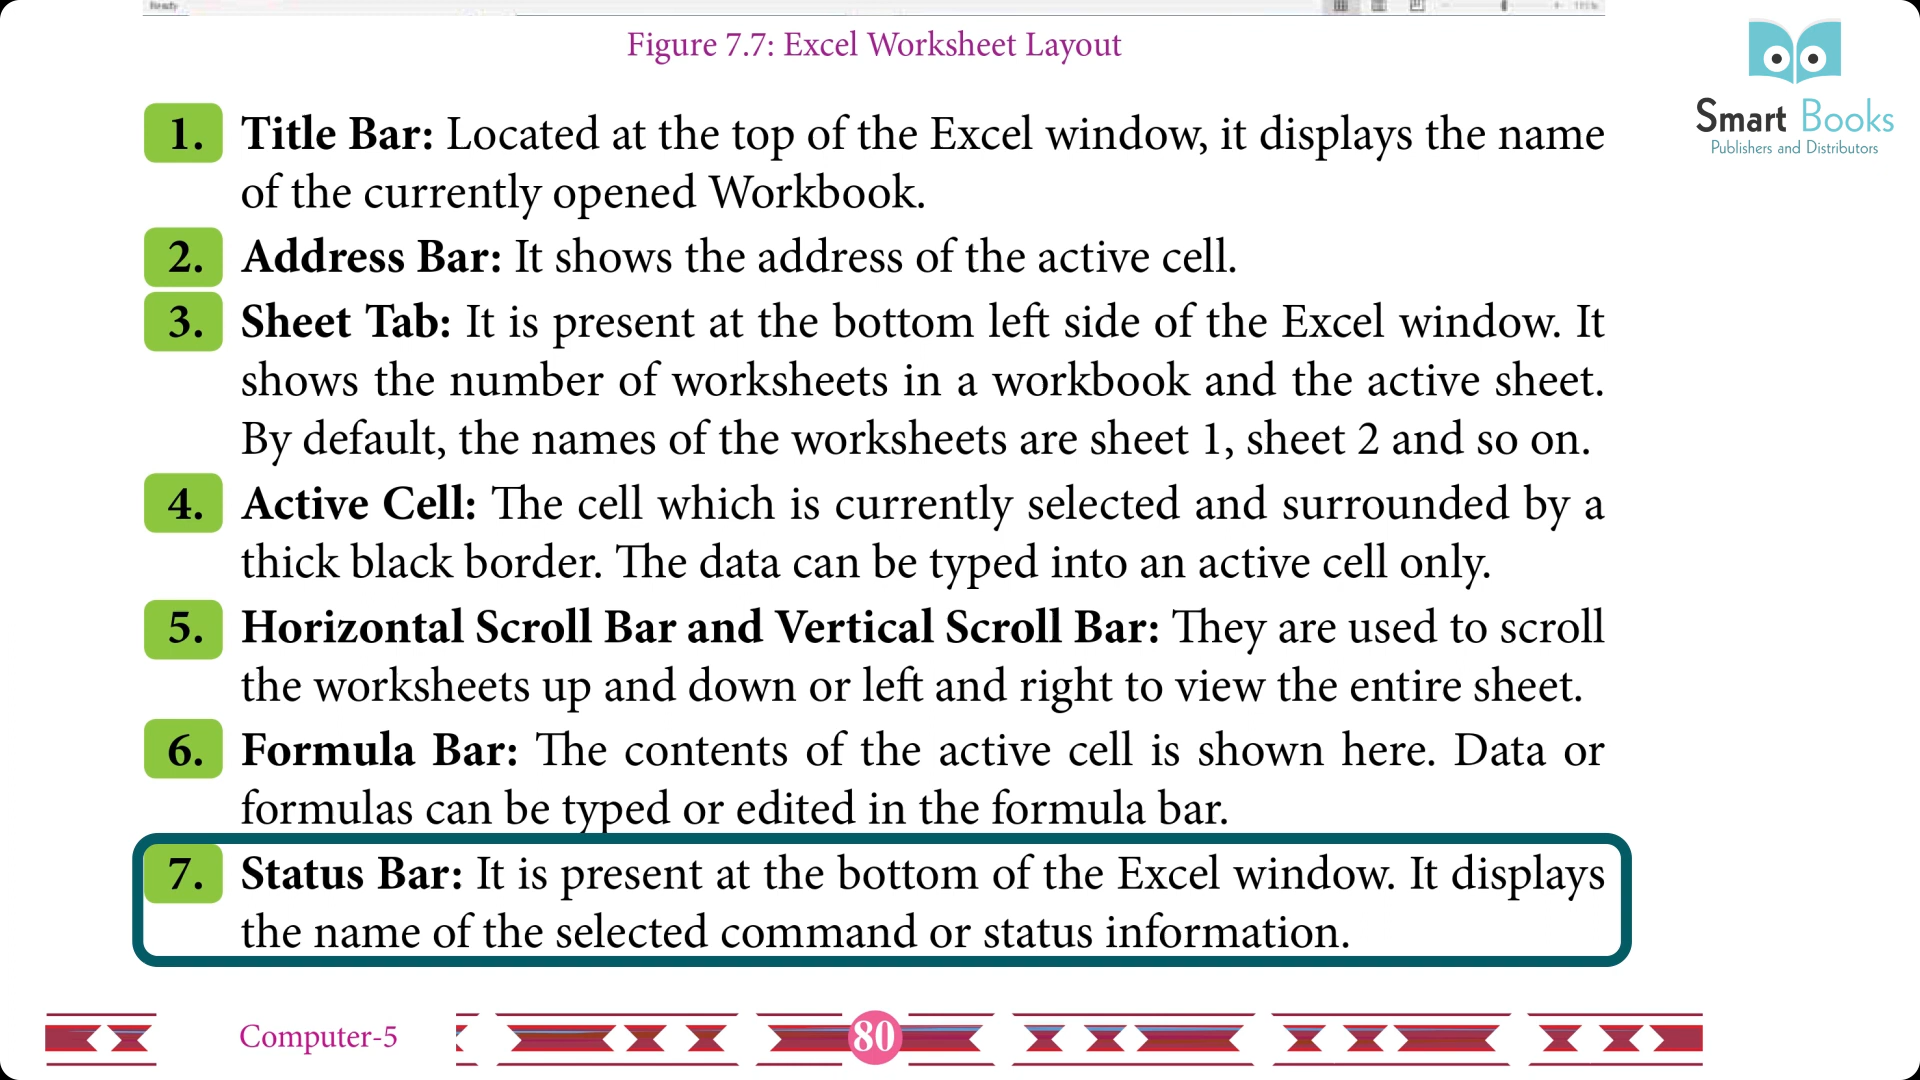 Ready
Figure 7.7: Excel Worksheet Layout
Smart Books
Publishers and Distributors
1. Title Bar: Located at the top of the Excel window, it displays the name
of the currently opened Workbook.
2. Address Bar: It shows the address of the active cell.
3. Sheet Tab: It is present at the bottom left side of the Excel window. It
shows the number of worksheets in a workbook and the active sheet.
By default, the names of the worksheets are sheet 1, sheet 2 and so on.
4. Active Cell: The cell which is currently selected and surrounded by a
thick black border. The data can be typed into an active cell only.
5. Horizontal Scroll Bar and Vertical Scroll Bar: They are used to scroll
the worksheets up and down or left and right to view the entire sheet.
6. Formula Bar: The contents of the active cell is shown here. Data or
formulas can be typed or edited in the formula bar.
7. Status Bar: It is present at the bottom of the Excel window. It displays
the name of the selected command or status information.
Computer-5
80